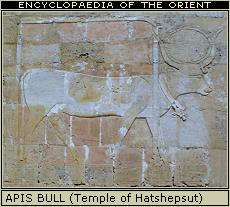 ENCYCLOPAEDIA OF THE ORIENT
APIS BULL (Temple of Hatshepsut)